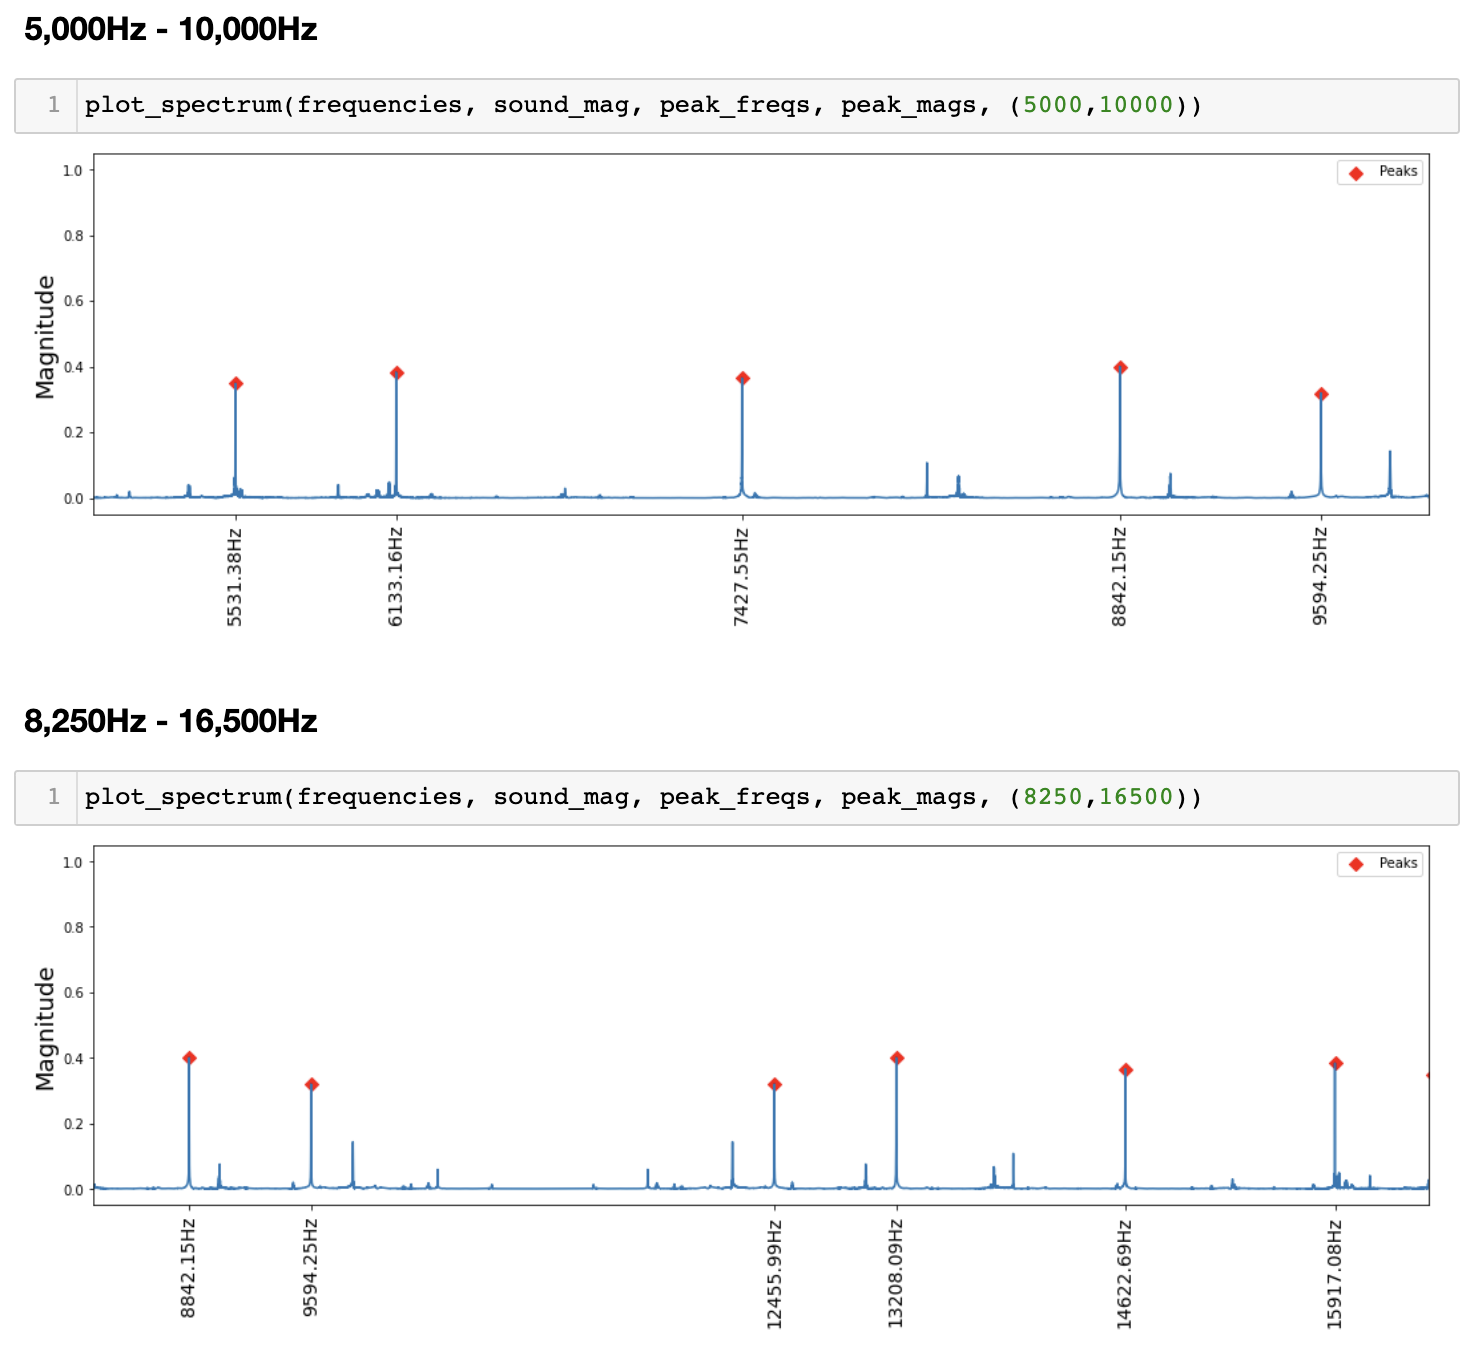 5,000Hz - 10,000Hz
1 plot_spectrum(frequencies, sound_mag, peak_freqs, peak_mags, (5000,10000))
Peaks
Magnitude
1.0
0.8
0.6
0.4
0.2
0.0
5531.38Hz
6133.16Hz
7427.55Hz
8842.15Hz
9594.25Hz
8,250Hz - 16,500Hz
1 plot_spectrum(frequencies, sound_mag, peak_freqs, peak_mags, (8250,16500))
Peaks
Magnitude
1.0
0.8
0.6
0.4
0.2
0.0
8842.15Hz
9594.25Hz
12455.99Hz
13208.09Hz
14622.69Hz
15917.08Hz